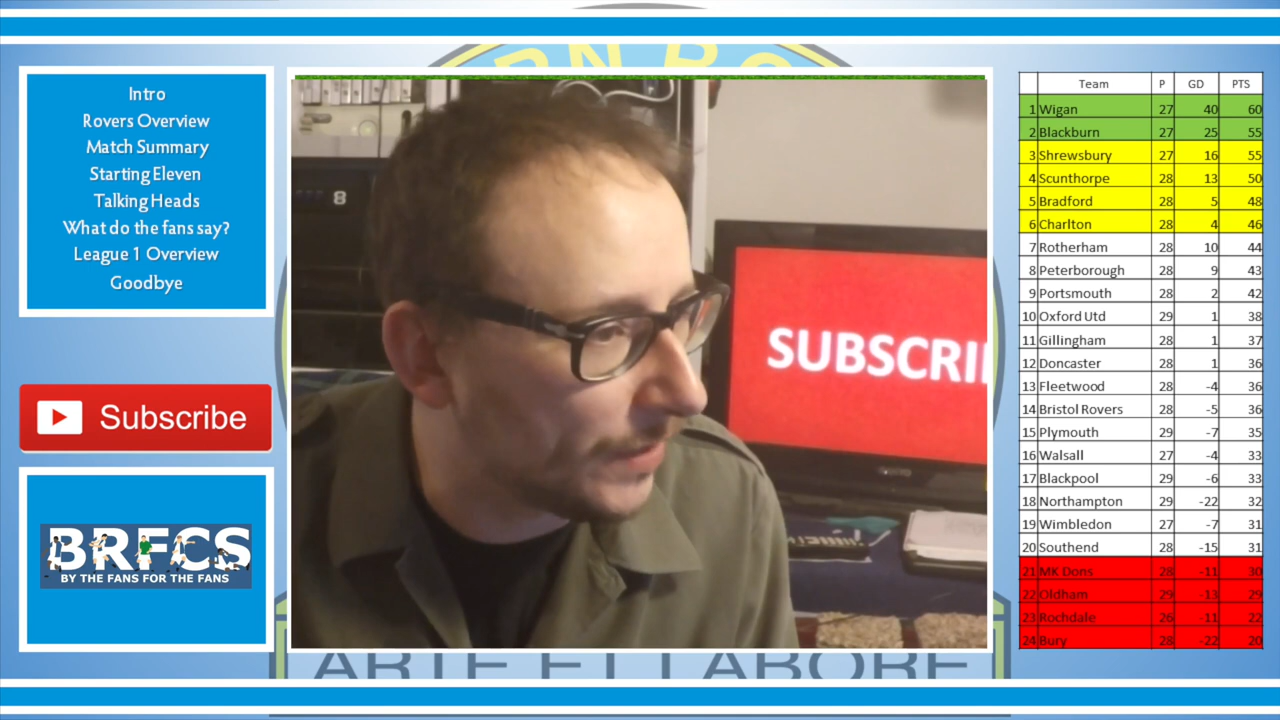 RN RO
Intro
Rovers Overview
Match Summary
Starting Eleven
Talking Heads
What do the fans say?
League 1 Overview
Goodbye
Subscribe
BRFCS
BY THE FANS FOR THE FANS
8
SUBSCRI
ARTE ET LABORE
Team P GD PTS
1 Wigan 27 40 60
2 Blackburn 27 25 55
3 Shrewsbury 27 16 55
4 Scunthorpe 28 13 50
5 Bradford 28 5 48
6 Charlton 28 4 46
7 Rotherham 28 10 44
8 Peterborough 28 9 43
9 Portsmouth 28 2 42
10 Oxford Utd 29 1 38
11 Gillingham 28 1 37
12 Doncaster 28 1 36
13 Fleetwood 28 -4 36
14 Bristol Rovers 28 -5 36
15 Plymouth 29 -7 35
16 Walsall 27 -4 33
17 Blackpool 29 -6 33
18 Northampton 29 -22 32
19 Wimbledon 27 -7 31
20 Southend 28 -15 31
21 MK Dons 28 -11 30
22 Oldham 29 -13 29
23 Rochdale 26 -11 22
24 Bury 28 -22 20